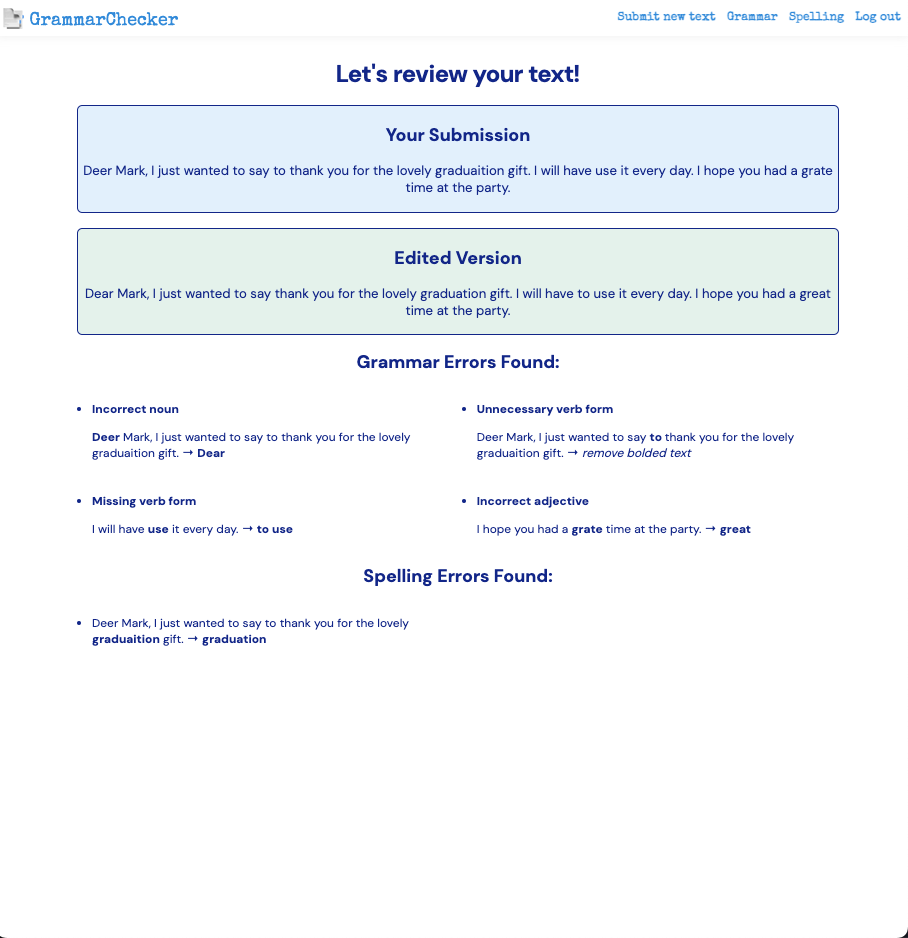 GrammarChecker
Submit new text Grammar Spelling Log out
Let's review your text!
Your Submission
Deer Mark, I just wanted to say to thank you for the lovely graduaition gift. I will have use it every day. I hope you had a grate
time at the party.
Edited Version
Dear Mark, I just wanted to say thank you for the lovely graduation gift. I will have to use it every day. I hope you had a great
time at the party.
Grammar Errors Found:
• Incorrect noun
Deer Mark, I just wanted to say to thank you for the lovely
graduaition gift. → Dear
• Unnecessary verb form
Deer Mark, I just wanted to say to thank you for the lovely
graduaition gift. → remove bolded text
• Missing verb form
I will have use it every day. → to use
• Incorrect adjective
I hope you had a grate time at the party. → great
Spelling Errors Found:
• Deer Mark, I just wanted to say to thank you for the lovely
graduaition gift. → graduation